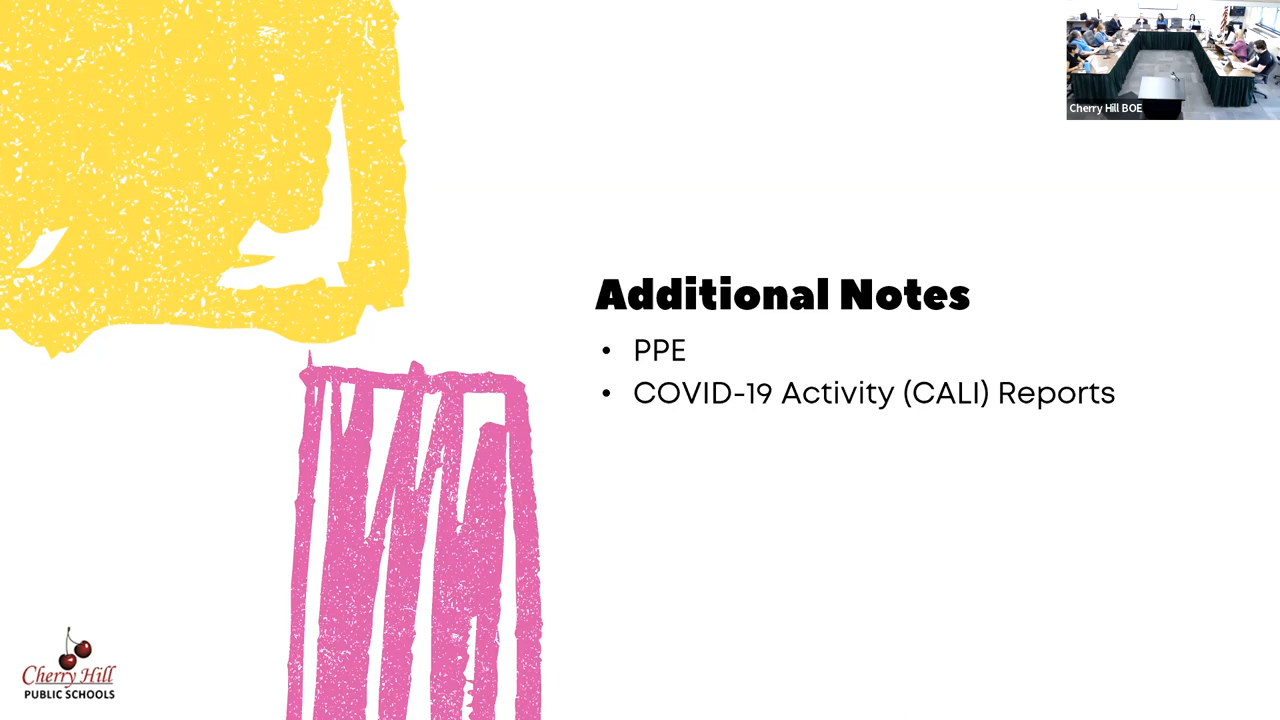 Cherry Hill BOE
Additional Notes
• PPE
• COVID-19 Activity (CALI) Reports
Cherry Hill
PUBLIC SCHOOLS